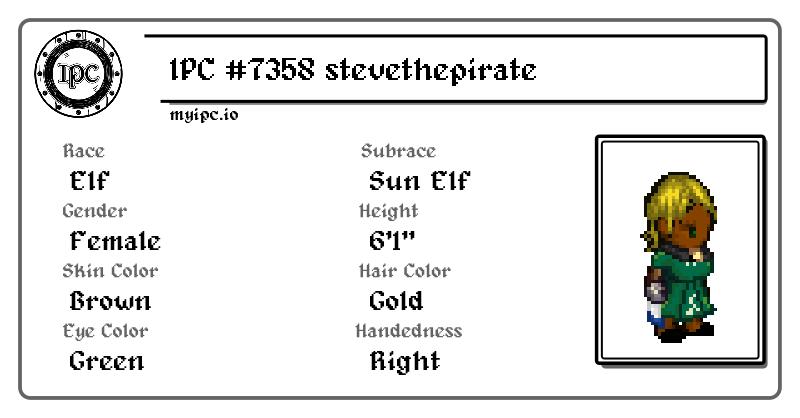 IPC
IPC #7358 stevethepirate
myipc.io
Race
Subrace
Elf
Sun Elf
Gender
Height
Female
6'1"
Skin Color
Hair Color
Brown
Gold
Eye Color
Handedness
Green
Right